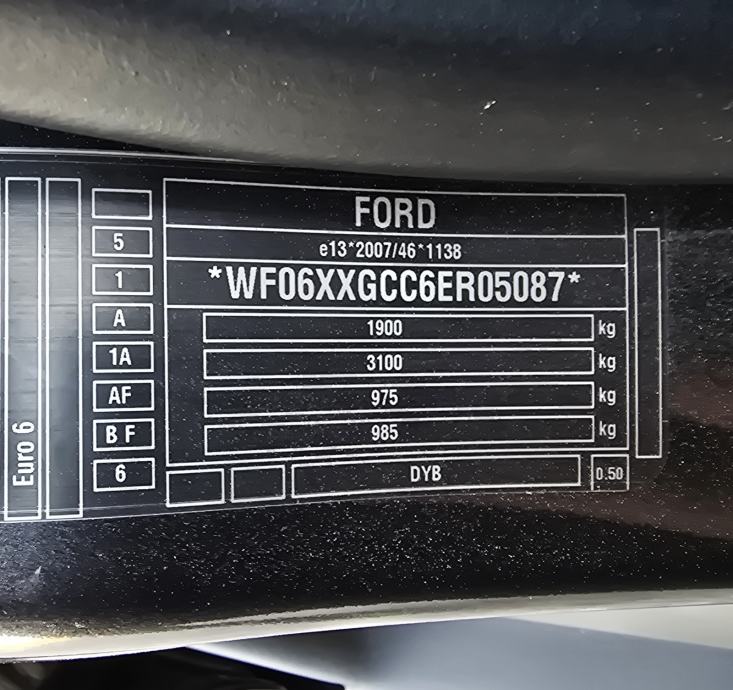 FORD
5
e13*2007/46*1138
1
*WF06XXGCC6ER05087*
A
1900 kg
1A
3100 kg
AF
975 kg
B F
985 kg
6
DYB
0.50
Euro 6